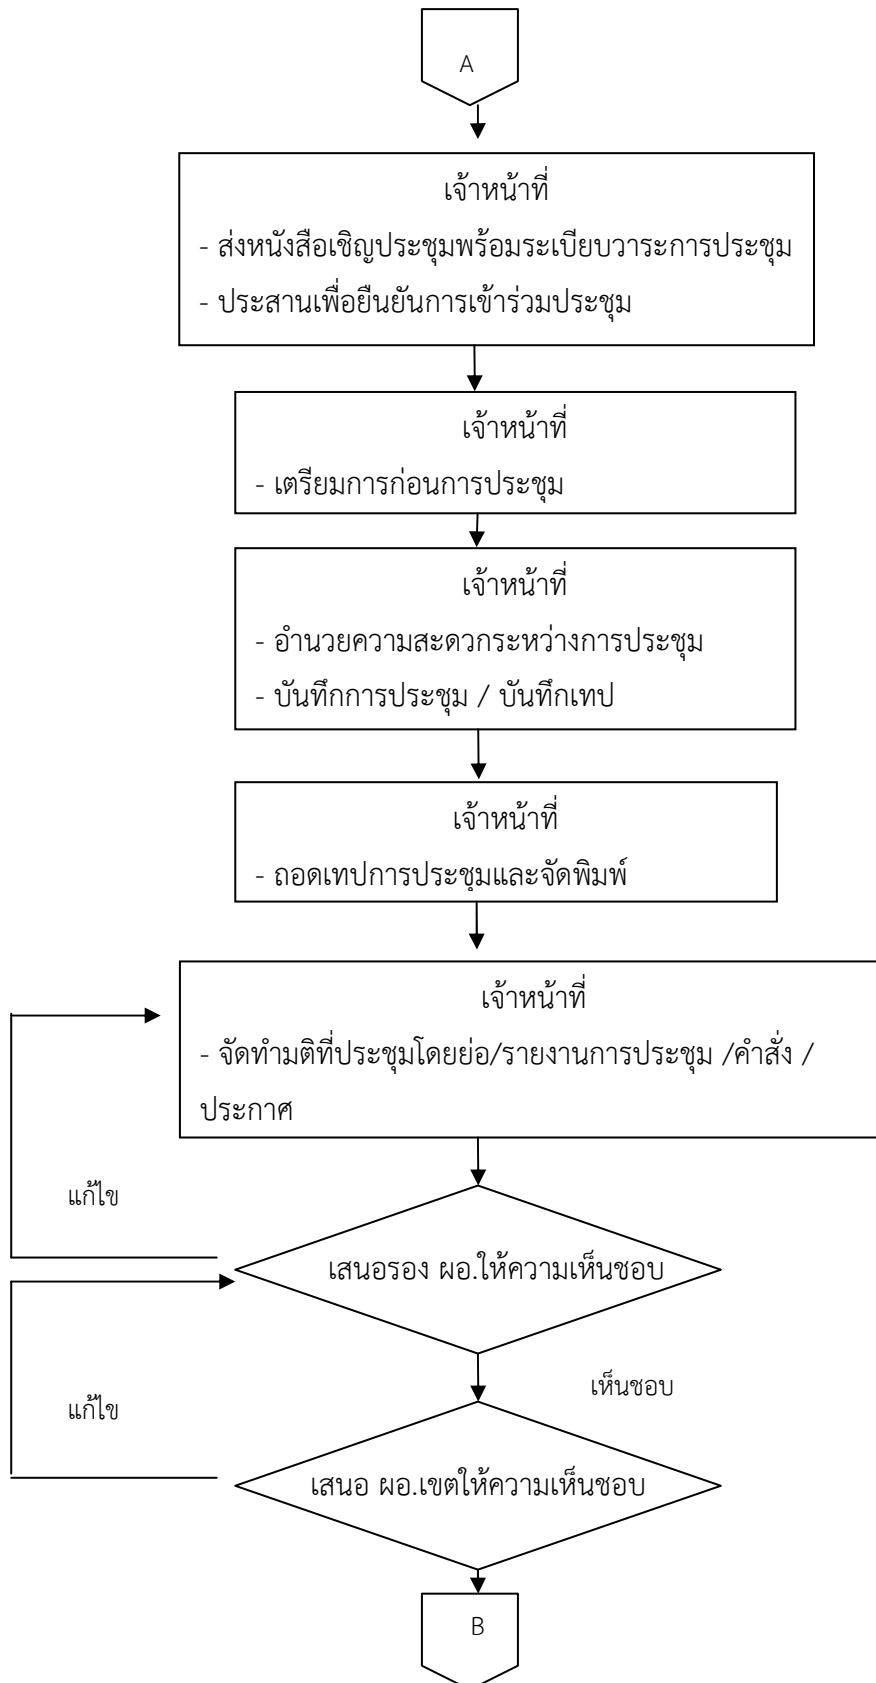 A
เจ้าหน้าที่
- ส่งหนังสือเชิญประชุมพร้อมระเบียบวาระการประชุม
- ประสานเพื่อยืนยันการเข้าร่วมประชุม
เจ้าหน้าที่
- เตรียมการก่อนการประชุม
เจ้าหน้าที่
- อำนวยความสะดวกระหว่างการประชุม
- บันทึกการประชุม / บันทึกเทป
เจ้าหน้าที่
- ถอดเทปการประชุมและจัดพิมพ์
เจ้าหน้าที่
- จัดทำมติที่ประชุมโดยย่อ/รายงานการประชุม /คำสั่ง /
ประกาศ
แก้ไข
เสนอรอง ผอ.ให้ความเห็นชอบ
เห็นชอบ
แก้ไข
เสนอ ผอ.เขตให้ความเห็นชอบ
B